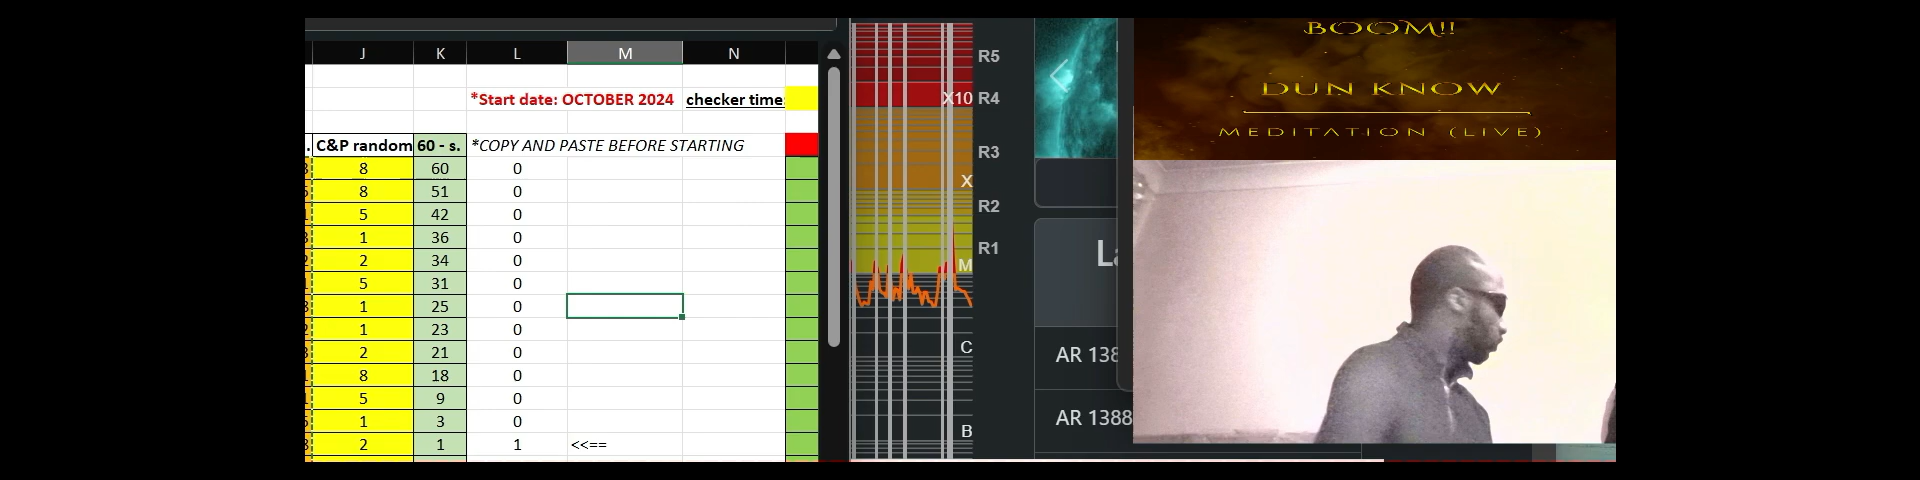 J K L M N
*Start date: OCTOBER 2024 checker time:
. C&P random 60 - s. *COPY AND PASTE BEFORE STARTING
8 60 0
8 51 0
5 42 0
1 36 0
2 34 0
5 31 0
1 25 0
1 23 0
2 21 0
8 18 0
5 9 0
1 3 0
2 1 1 <<==
R5
X10 R4
R3
X
R2
R1
M
C
B
La
AR 138
AR 1388
BOOM!!
DUN KNOW
MEDITATION (LIVE)